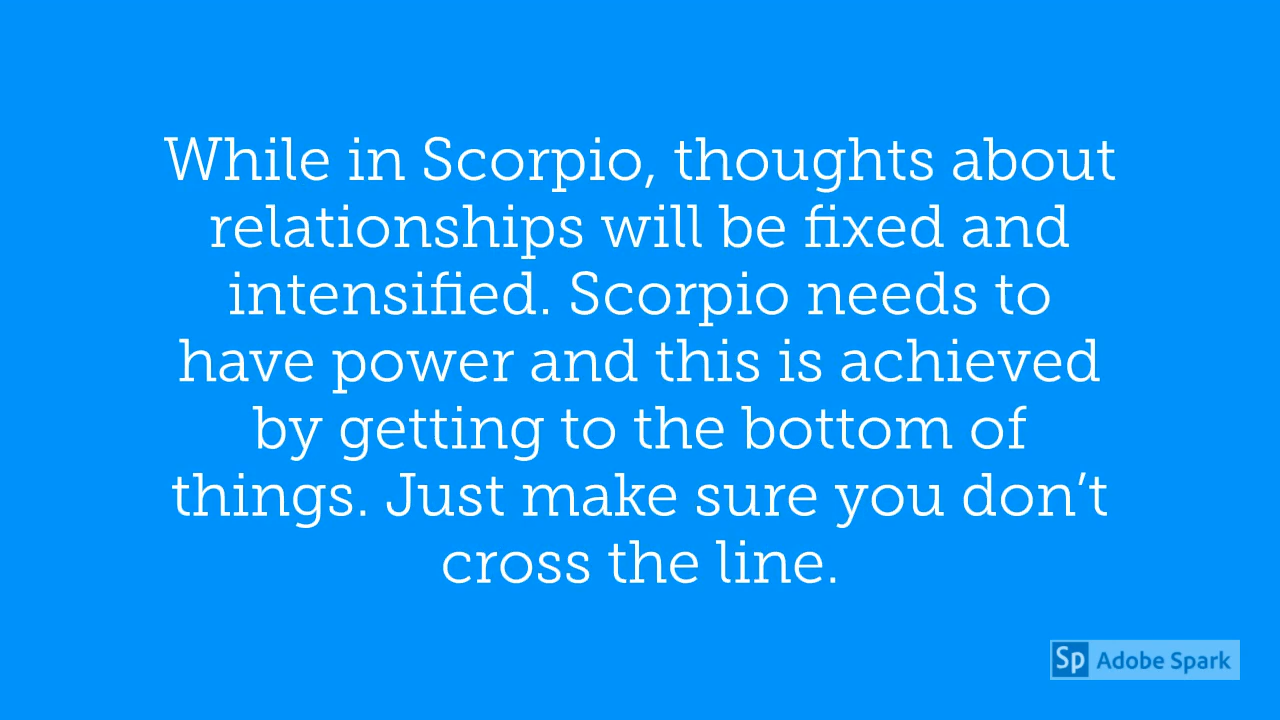 While in Scorpio, thoughts about
relationships will be fixed and
intensified. Scorpio needs to
have power and this is achieved
by getting to the bottom of
things. Just make sure you don’t
cross the line.
Sp Adobe Spark